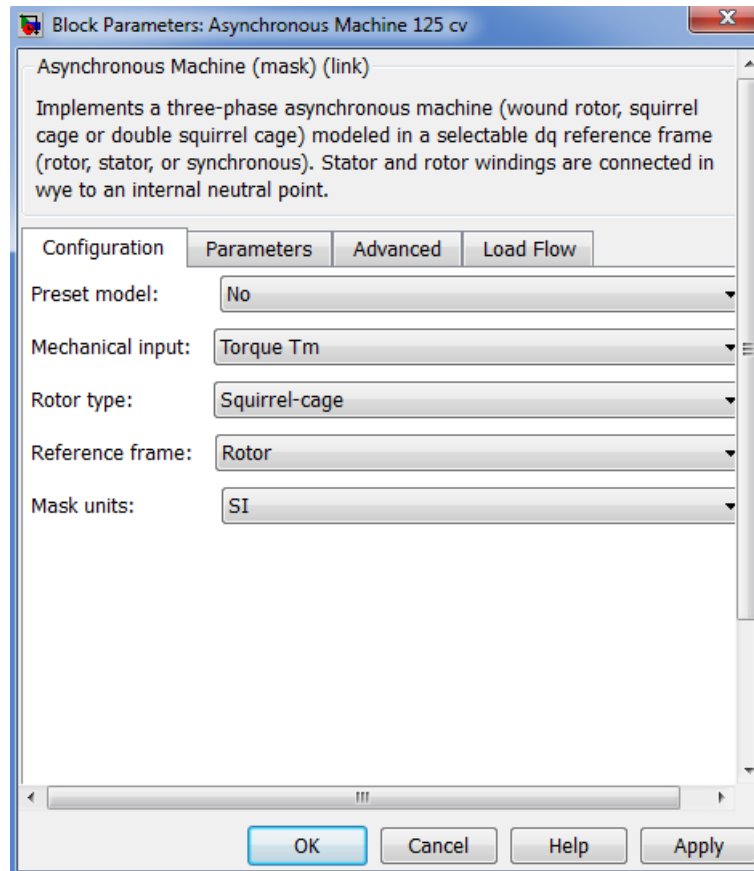 Block Parameters: Asynchronous Machine 125 cv
Asynchronous Machine (mask) (link)
Implements a three-phase asynchronous machine (wound rotor, squirrel
cage or double squirrel cage) modeled in a selectable dq reference frame
(rotor, stator, or synchronous). Stator and rotor windings are connected in
wye to an internal neutral point.
Configuration Parameters Advanced Load Flow
Preset model: No
Mechanical input: Torque Tm
Rotor type: Squirrel-cage
Reference frame: Rotor
Mask units: SI
OK Cancel Help Apply